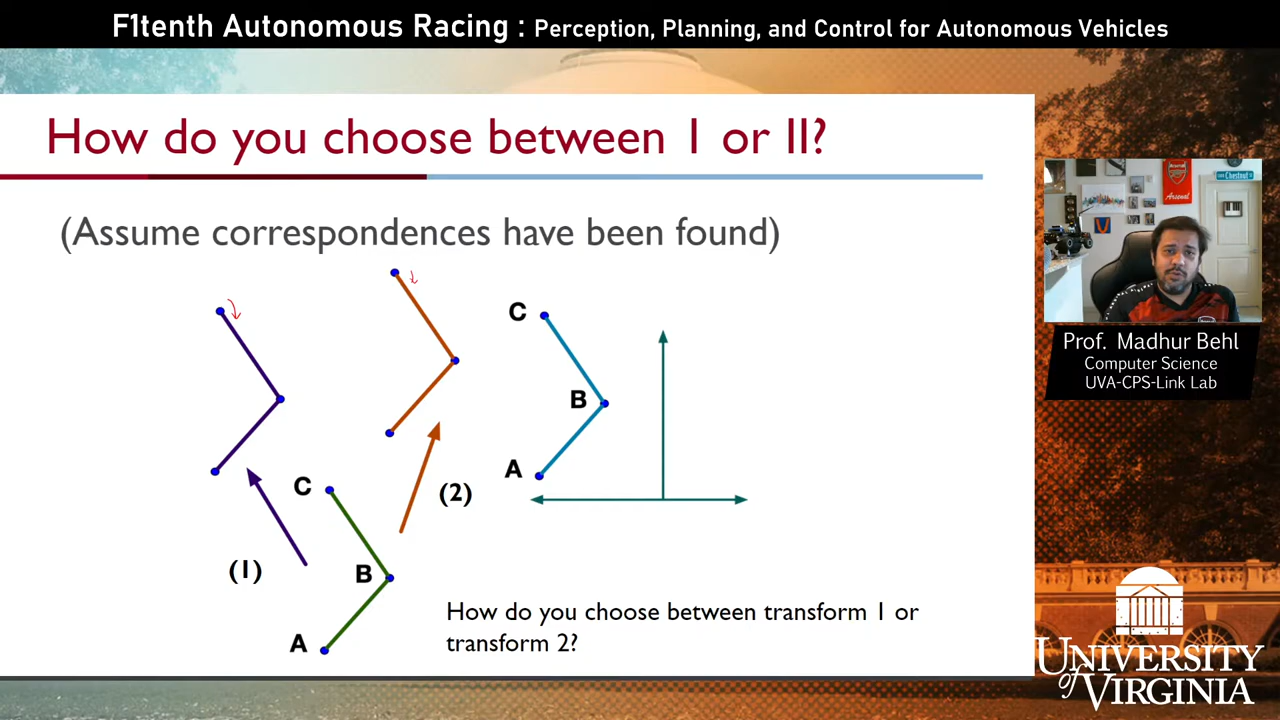 F1tenth Autonomous Racing : Perception, Planning, and Control for Autonomous Vehicles
How do you choose between I or II?
(Assume correspondences have been found)
C
B
A
C
B
A
(1)
(2)
How do you choose between transform 1 or
transform 2?
Chestnut
Arsenal
Prof. Madhur Behl
Computer Science
UVA-CPS-Link Lab
UNIVERSITY
of VIRGINIA